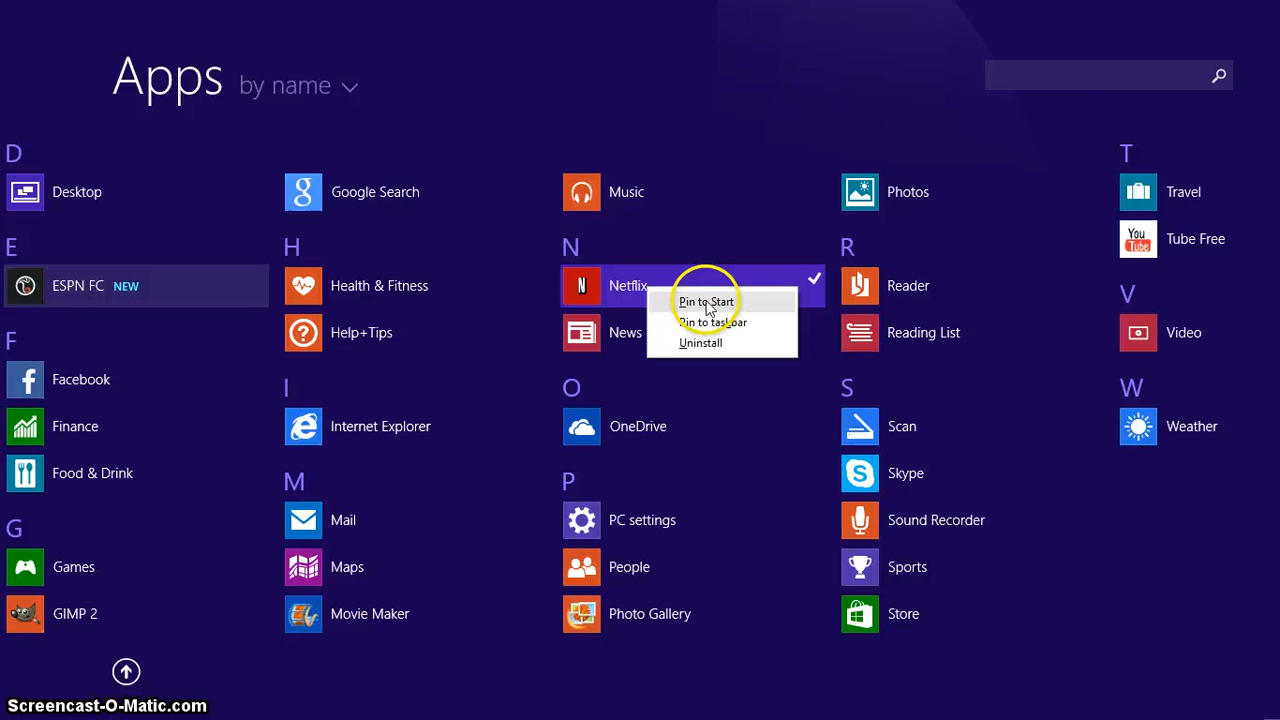 Apps by name
D
Desktop
E
ESPN FC NEW
F
Facebook
Finance
Food & Drink
G
Games
GIMP 2
Google Search
H
Health & Fitness
Help+Tips
I
Internet Explorer
M
Mail
Maps
Movie Maker
Music
N
N
Netflix
News
Pin to Start
Pin to taskbar
Uninstall
O
OneDrive
P
PC settings
People
Photo Gallery
Photos
R
Reader
Reading List
S
Scan
Skype
Sound Recorder
Sports
Store
T
Travel
You
Tube
Tube Free
V
Video
W
Weather
Screencast-O-Matic.com